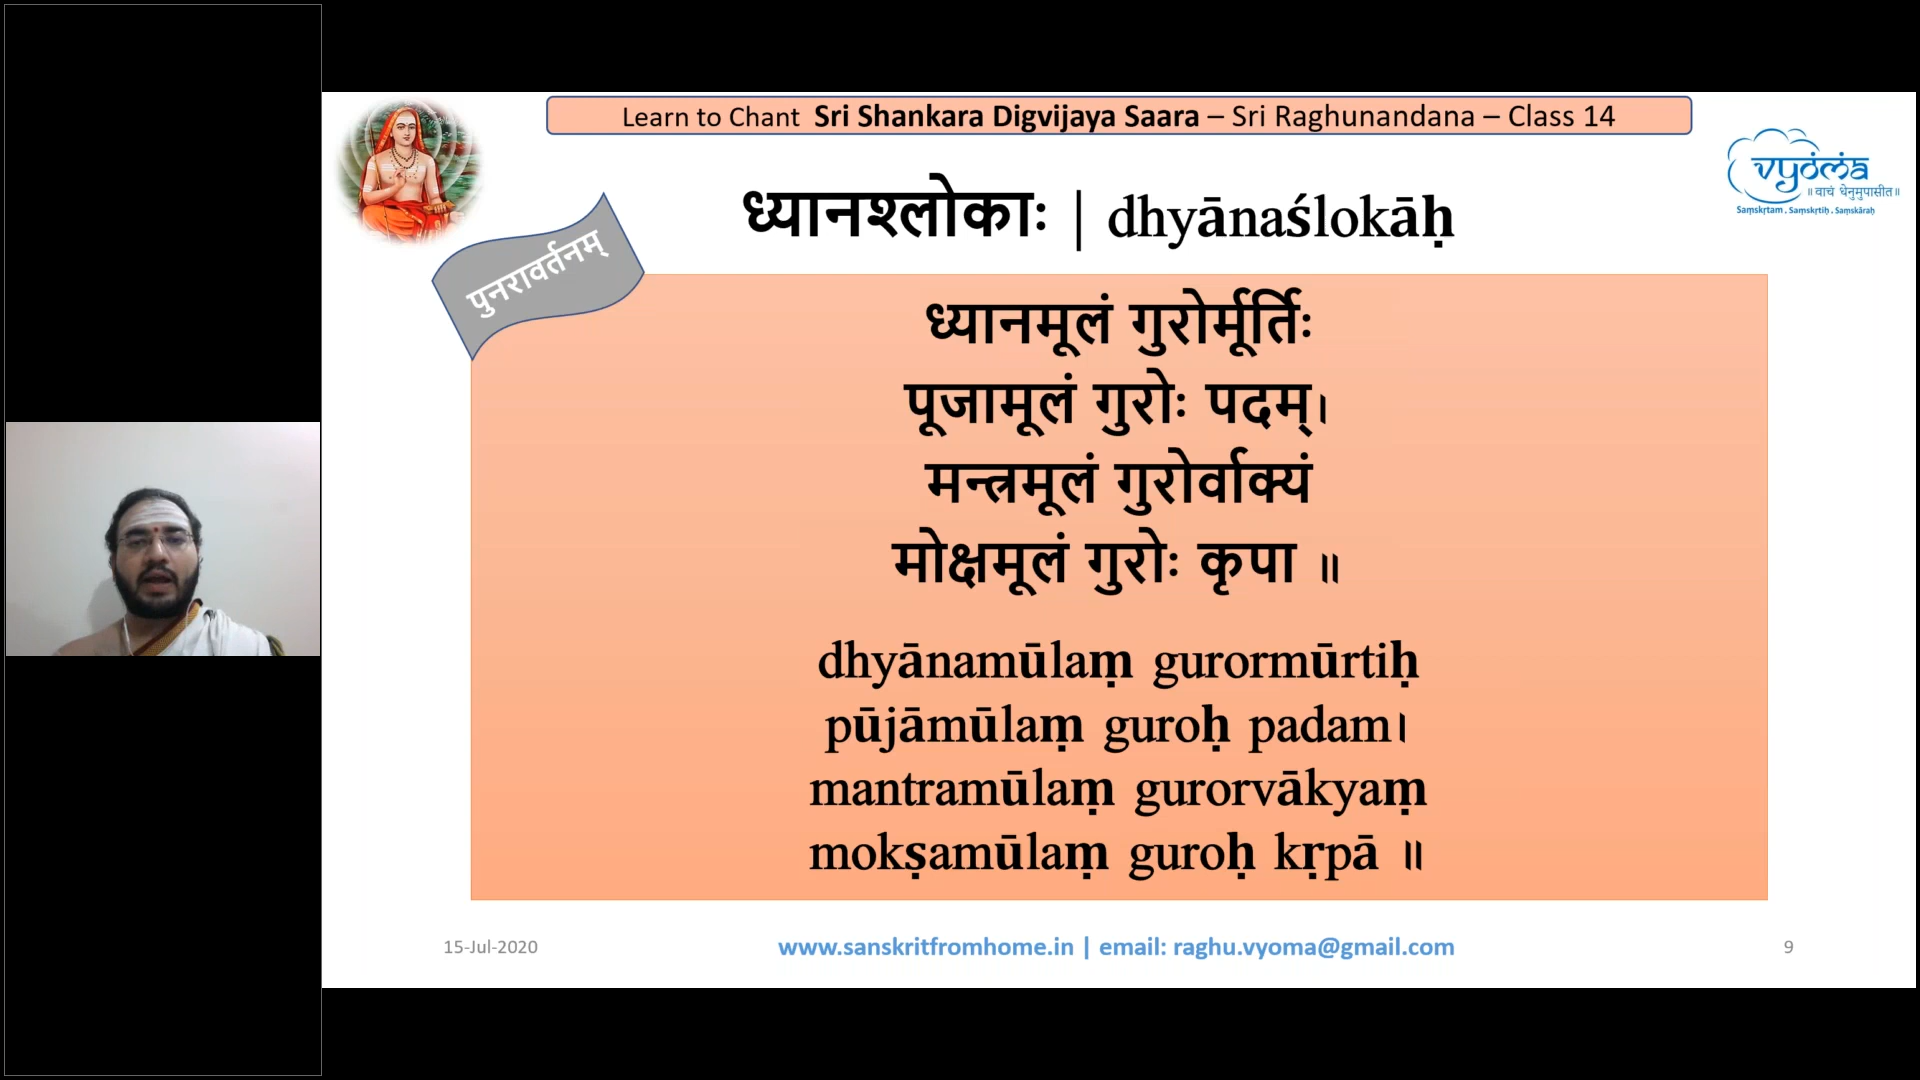 Learn to Chant Sri Shankara Digvijaya Saara – Sri Raghunandana – Class 14
vyoma
॥ वाचं धेनुमुपासीत॥
Saṃskṛtam . Saṃskṛtiḥ . Saṃskāraḥ
ध्यानश्लोकाः | dhyānaślokāḥ
पुनरावर्तनम्
ध्यानमूलं गुरोर्मूर्तिः
पूजामूलं गुरोः पदम्।
मन्त्रमूलं गुरोर्वाक्यं
मोक्षमूलं गुरोः कृपा ॥
dhyānamūlaṃ gurormūrtiḥ
pūjāmūlaṃ guroḥ padam।
mantramūlaṃ gurorvākyaṃ
mokṣamūlaṃ guroḥ kṛpā ॥
15-Jul-2020
www.sanskritfromhome.in | email: raghu.vyoma@gmail.com
9